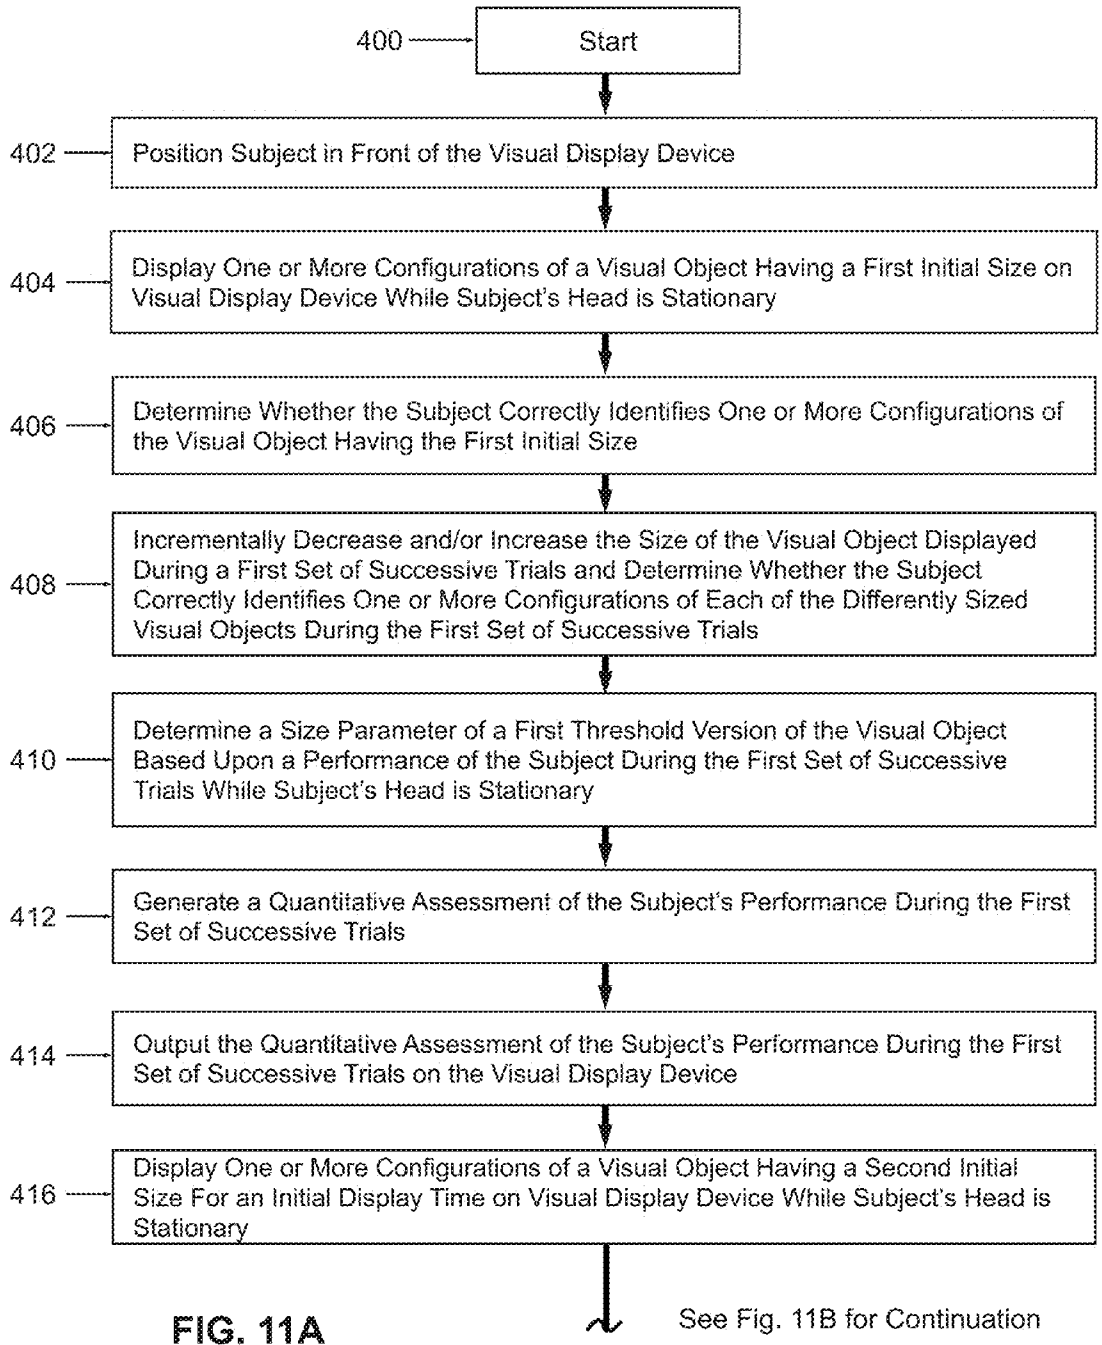 400
Start
402
Position Subject in Front of the Visual Display Device
404
Display One or More Configurations of a Visual Object Having a First Initial Size on
Visual Display Device While Subject's Head is Stationary
406
Determine Whether the Subject Correctly Identifies One or More Configurations of
the Visual Object Having the First Initial Size
408
Incrementally Decrease and/or Increase the Size of the Visual Object Displayed
During a First Set of Successive Trials and Determine Whether the Subject
Correctly Identifies One or More Configurations of Each of the Differently Sized
Visual Objects During the First Set of Successive Trials
410
Determine a Size Parameter of a First Threshold Version of the Visual Object
Based Upon a Performance of the Subject During the First Set of Successive
Trials While Subject's Head is Stationary
412
Generate a Quantitative Assessment of the Subject's Performance During the First
Set of Successive Trials
414
Output the Quantitative Assessment of the Subject's Performance During the First
Set of Successive Trials on the Visual Display Device
416
Display One or More Configurations of a Visual Object Having a Second Initial
Size For an Initial Display Time on Visual Display Device While Subject's Head is
Stationary
FIG. 11A
See Fig. 11B for Continuation